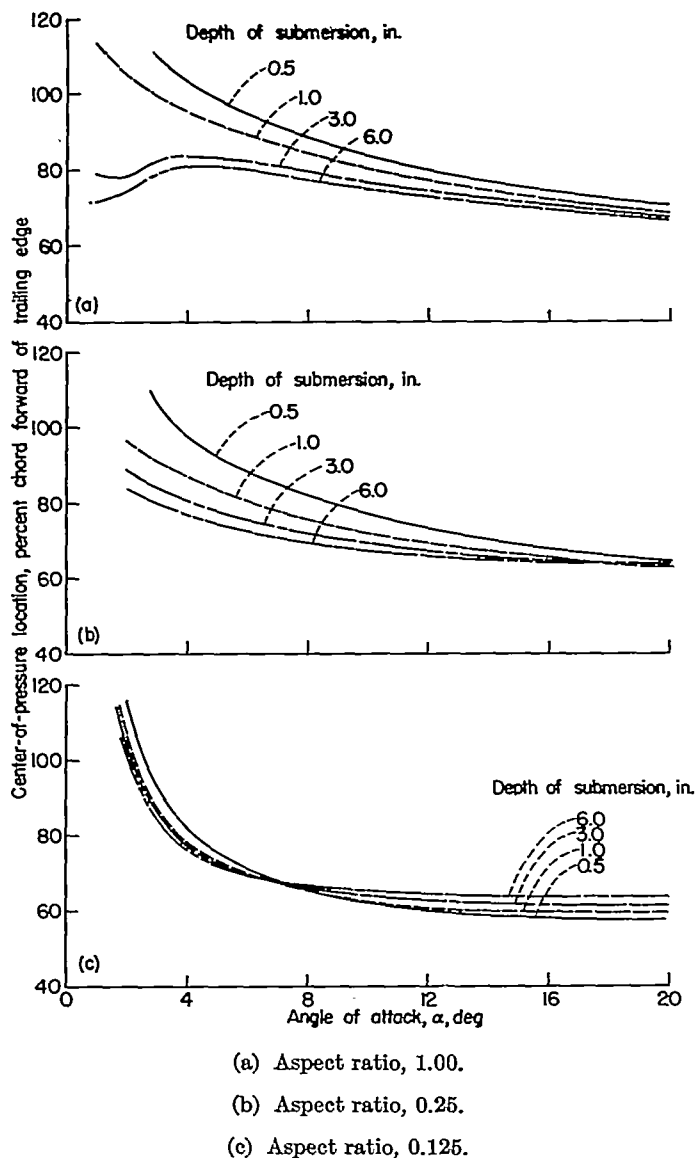 120
100
80
60
40
Depth of submersion, in.
0.5
1.0
3.0
6.0
(a)
120
100
80
60
40
Depth of submersion, in.
0.5
1.0
3.0
6.0
(b)
Center-of-pressure location, percent chord forward of trailing edge
120
100
80
60
40
Depth of submersion, in.
6.0
3.0
1.0
0.5
(c)
0 4 8 12 16 20
Angle of attack, α, deg
(a) Aspect ratio, 1.00.
(b) Aspect ratio, 0.25.
(c) Aspect ratio, 0.125.